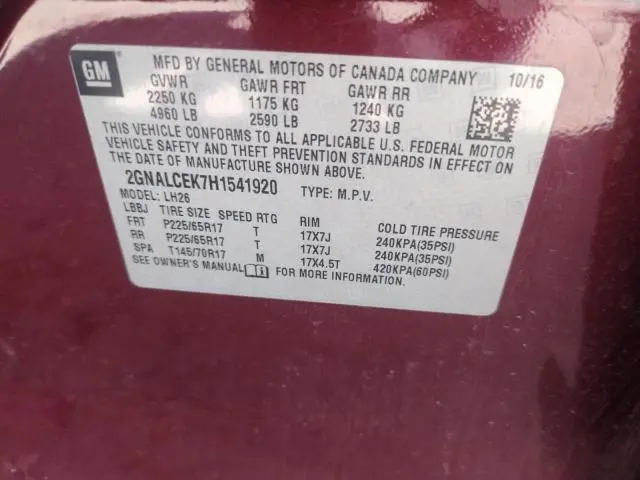 GM
MFD BY GENERAL MOTORS OF CANADA COMPANY 10/16
GVWR GAWR FRT GAWR RR
2250 KG 1175 KG 1240 KG
4960 LB 2590 LB 2733 LB
THIS VEHICLE CONFORMS TO ALL APPLICABLE U.S. FEDERAL MOTOR
VEHICLE SAFETY AND THEFT PREVENTION STANDARDS IN EFFECT ON
THE DATE OF MANUFACTURE SHOWN ABOVE.
2GNALCEK7H1541920 TYPE: M.P.V.
MODEL: LH26
LBBJ TIRE SIZE SPEED RTG RIM COLD TIRE PRESSURE
FRT P225/65R17 T 17X7J 240KPA(35PSI)
RR P225/65R17 T 17X7J 240KPA(35PSI)
SPA T145/70R17 M 17X4.5T 420KPA(60PSI)
SEE OWNER'S MANUAL FOR MORE INFORMATION.